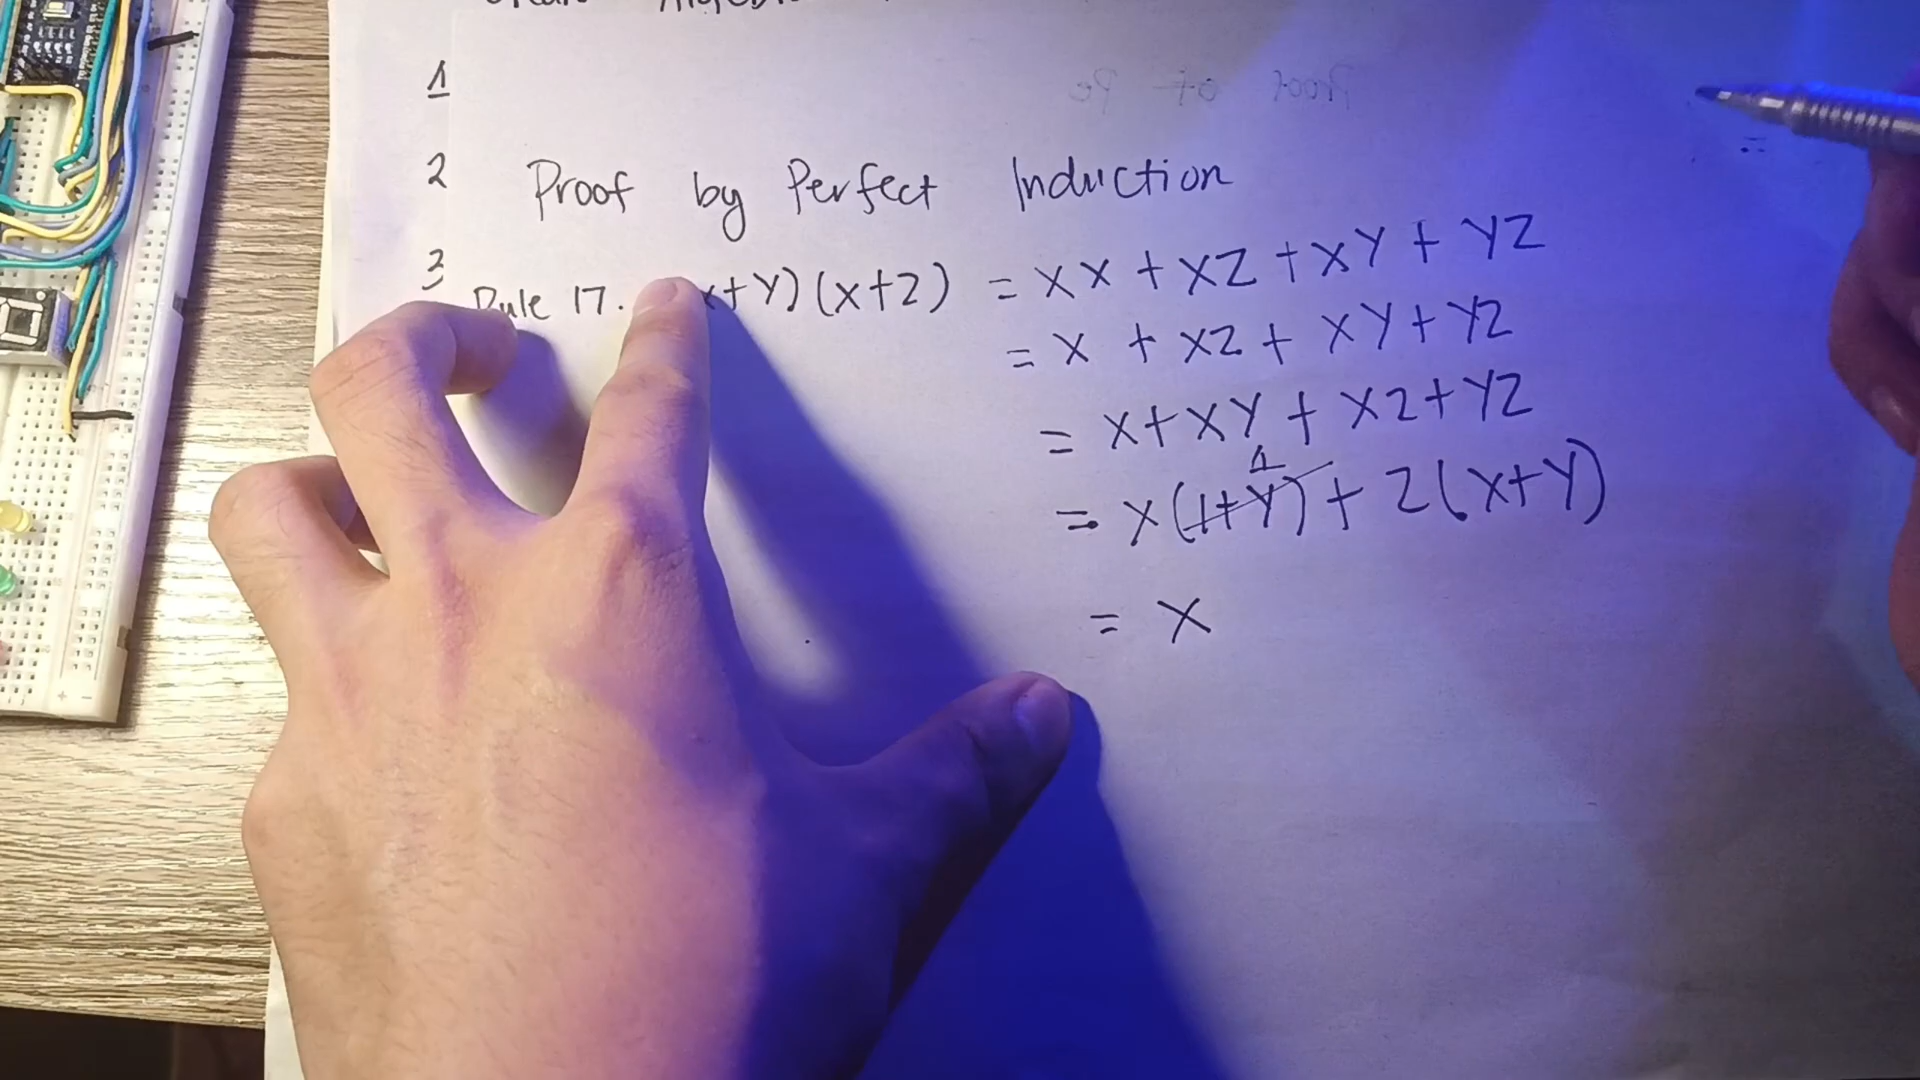 1
2 Proof by Perfect Induction
3
Rule 17. x+Y)(x+Z) = XX + XZ + XY + YZ
= X + XZ + XY + YZ
= X + XY + XZ + YZ
1
= X(1+Y) + Z(X+Y)
= X